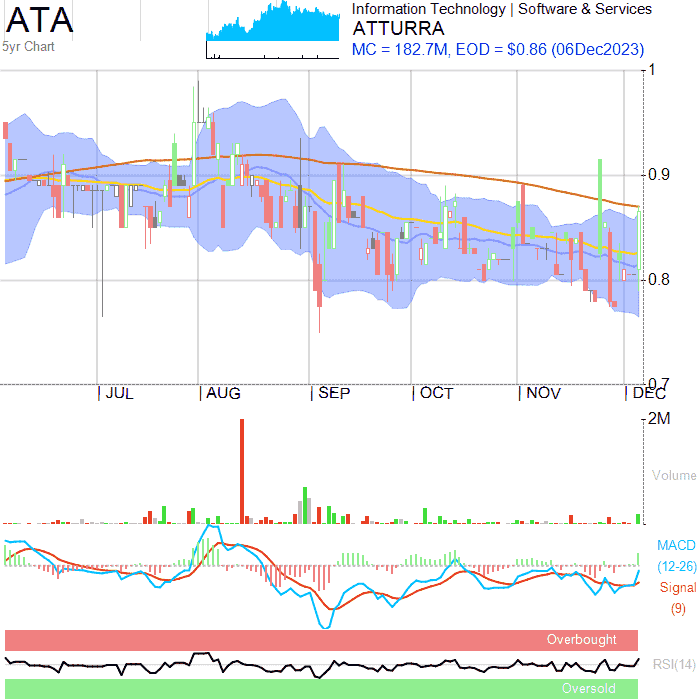 ATA
5yr Chart
Information Technology | Software & Services
ATTURRA
MC = 182.7M, EOD = $0.86 (06Dec2023)
1
0.9
0.8
0.7
| JUL | AUG | SEP | OCT | NOV | DEC
2M
Volume
MACD
(12-26)
Signal
(9)
Overbought
RSI(14)
Oversold